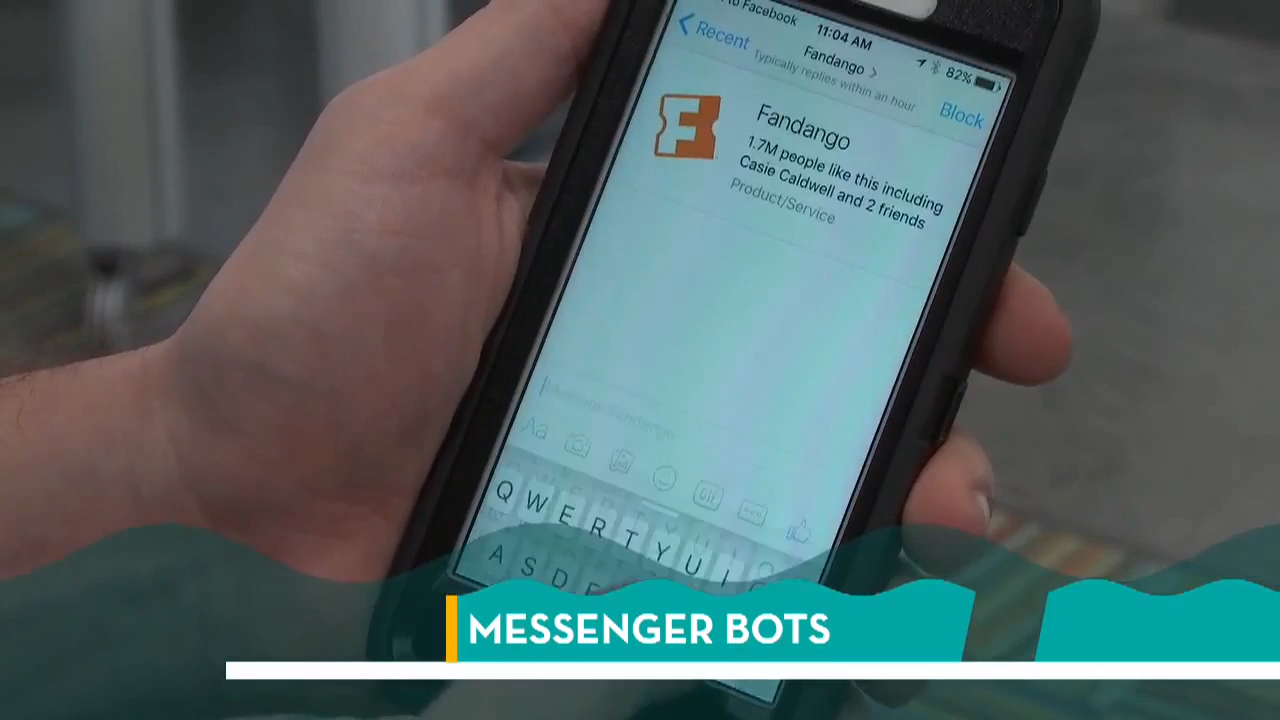 to Facebook
11:04 AM
82%
Recent
Fandango >
Typically replies within an hour
Block
F
Fandango
1.7M people like this including
Casie Caldwell and 2 friends
Product/Service
Aa
GIF
Q W E R T Y U I
A S D F
MESSENGER BOTS